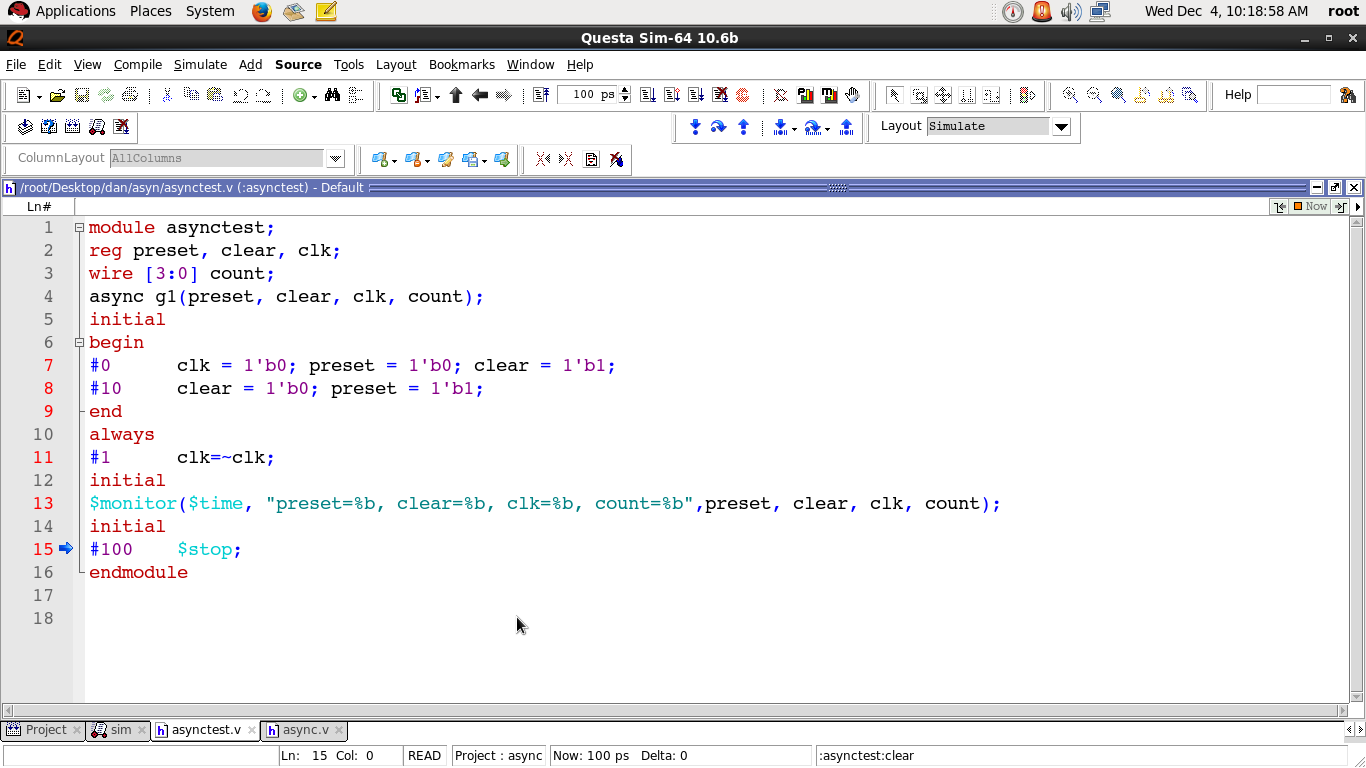 Applications Places System Wed Dec 4, 10:18:58 AM root
Questa Sim-64 10.6b
File Edit View Compile Simulate Add Source Tools Layout Bookmarks Window Help
100 ps Help
Layout Simulate
ColumnLayout AllColumns
/root/Desktop/dan/asyn/asynctest.v (:asynctest) - Default
Ln# Now
1 module asynctest;
2 reg preset, clear, clk;
3 wire [3:0] count;
4 async g1(preset, clear, clk, count);
5 initial
6 begin
7 #0 clk = 1'b0; preset = 1'b0; clear = 1'b1;
8 #10 clear = 1'b0; preset = 1'b1;
9 end
10 always
11 #1 clk=~clk;
12 initial
13 $monitor($time, "preset=%b, clear=%b, clk=%b, count=%b",preset, clear, clk, count);
14 initial
15 #100 $stop;
16 endmodule
17
18
Project sim asynctest.v async.v
Ln: 15 Col: 0 READ Project : async Now: 100 ps Delta: 0 :asynctest:clear